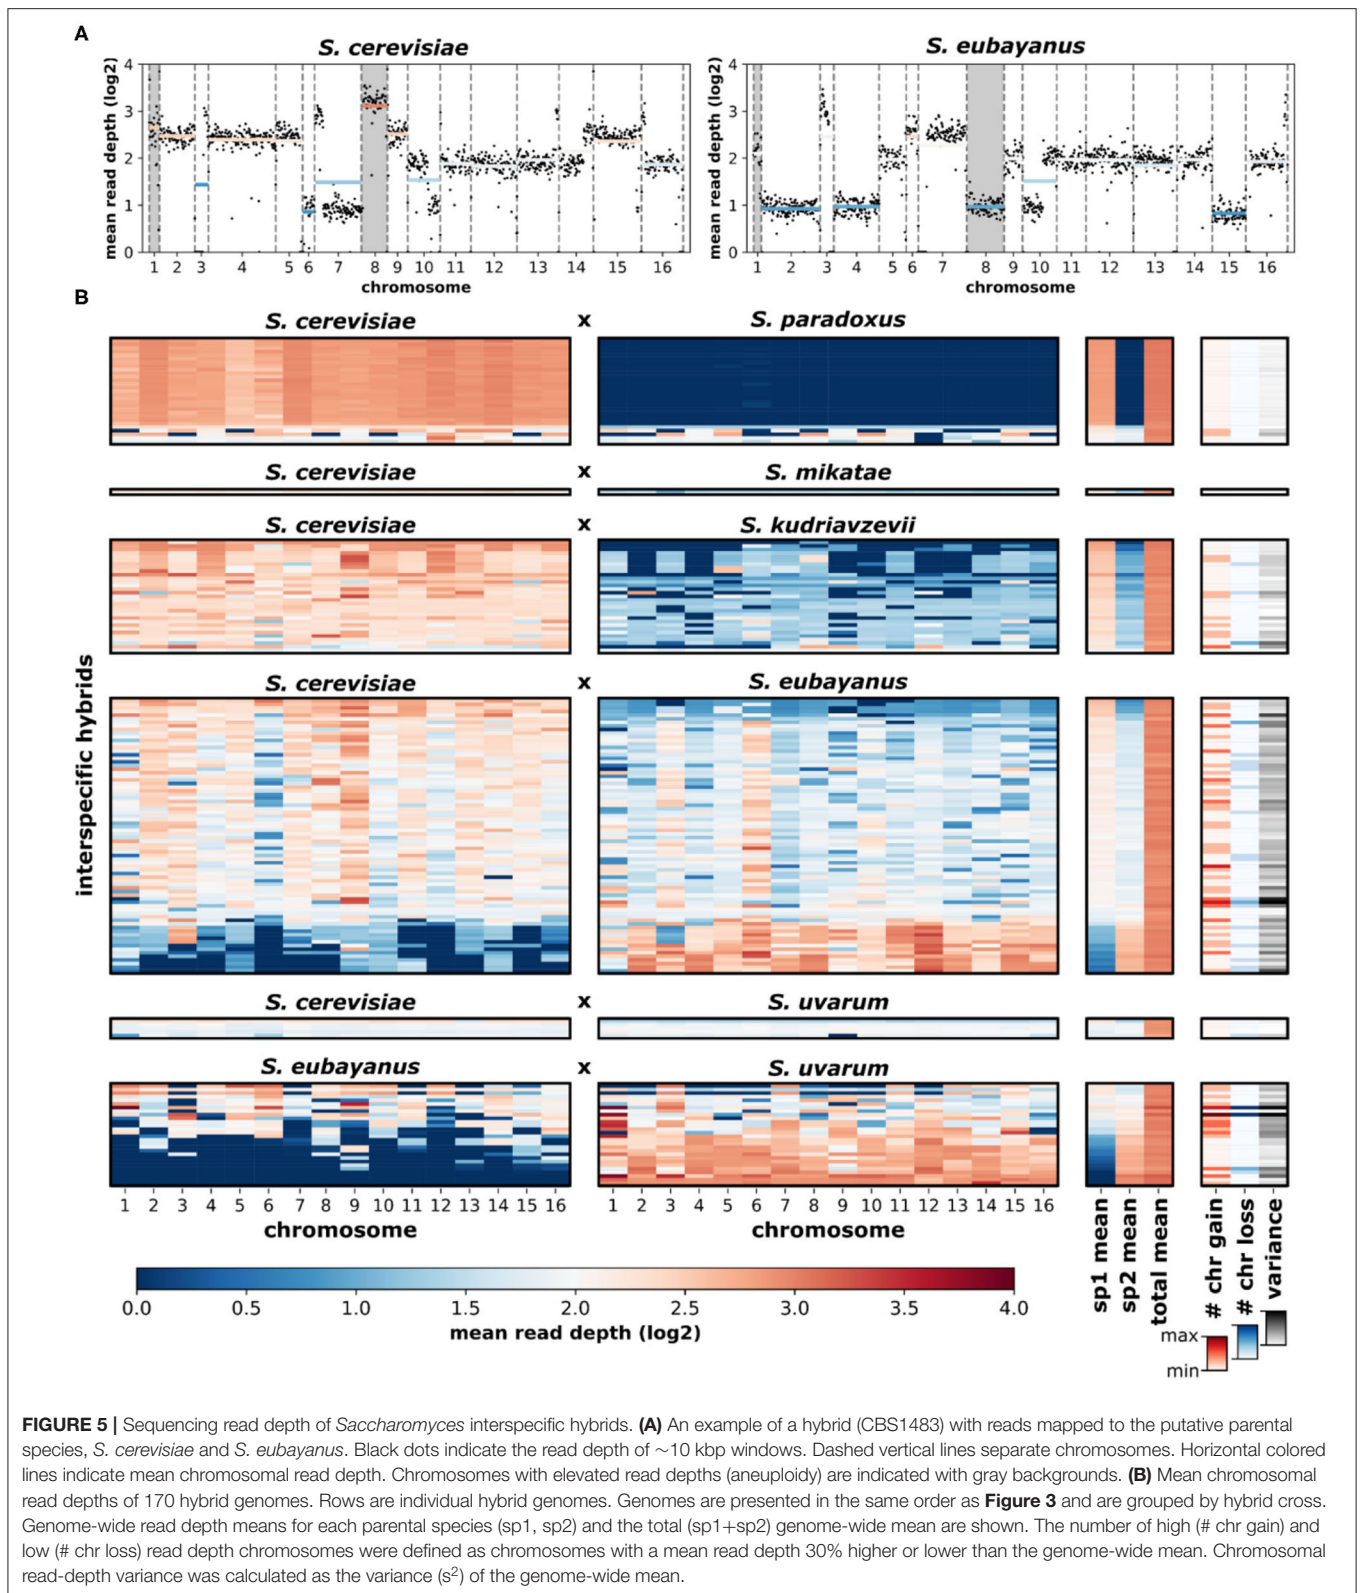 A
S. cerevisiae
S. eubayanus
mean read depth (log2)
4
3
2
1
0
1 2 3 4 5 6 7 8 9 10 11 12 13 14 15 16
chromosome
mean read depth (log2)
4
3
2
1
0
1 2 3 4 5 6 7 8 9 10 11 12 13 14 15 16
chromosome
B
S. cerevisiae x S. paradoxus
S. cerevisiae x S. mikatae
S. cerevisiae x S. kudriavzevii
S. cerevisiae x S. eubayanus
interspecific hybrids
S. cerevisiae x S. uvarum
S. eubayanus x S. uvarum
1 2 3 4 5 6 7 8 9 10 11 12 13 14 15 16
chromosome
1 2 3 4 5 6 7 8 9 10 11 12 13 14 15 16
chromosome
sp1 mean
sp2 mean
total mean
# chr gain
# chr loss
variance
max
min
0.0 0.5 1.0 1.5 2.0 2.5 3.0 3.5 4.0
mean read depth (log2)
FIGURE 5 | Sequencing read depth of Saccharomyces interspecific hybrids. (A) An example of a hybrid (CBS1483) with reads mapped to the putative parental
species, S. cerevisiae and S. eubayanus. Black dots indicate the read depth of ∼10 kbp windows. Dashed vertical lines separate chromosomes. Horizontal colored
lines indicate mean chromosomal read depth. Chromosomes with elevated read depths (aneuploidy) are indicated with gray backgrounds. (B) Mean chromosomal
read depths of 170 hybrid genomes. Rows are individual hybrid genomes. Genomes are presented in the same order as Figure 3 and are grouped by hybrid cross.
Genome-wide read depth means for each parental species (sp1, sp2) and the total (sp1+sp2) genome-wide mean are shown. The number of high (# chr gain) and
low (# chr loss) read depth chromosomes were defined as chromosomes with a mean read depth 30% higher or lower than the genome-wide mean. Chromosomal
read-depth variance was calculated as the variance (s²) of the genome-wide mean.